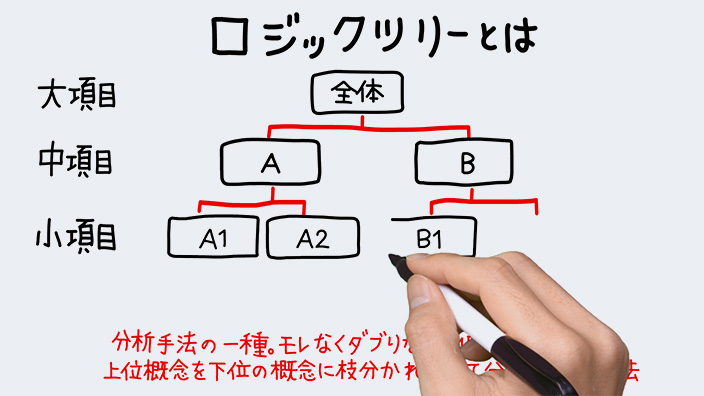 ロジックツリーとは
大項目
全体
中項目
A
B
小項目
A1
A2
B1
分析手法の一種。モレなくダブりな
上位概念を下位の概念に枝分かれ 法